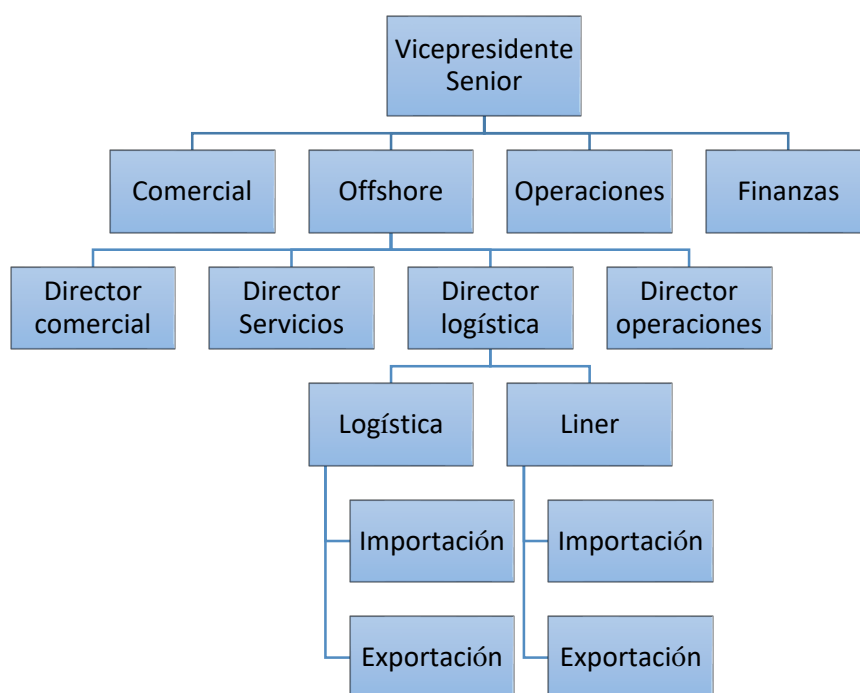 Vicepresidente
Senior
Comercial
Offshore
Operaciones
Finanzas
Director
comercial
Director
Servicios
Director
logística
Director
operaciones
Logística
Liner
Importación
Importación
Exportación
Exportación